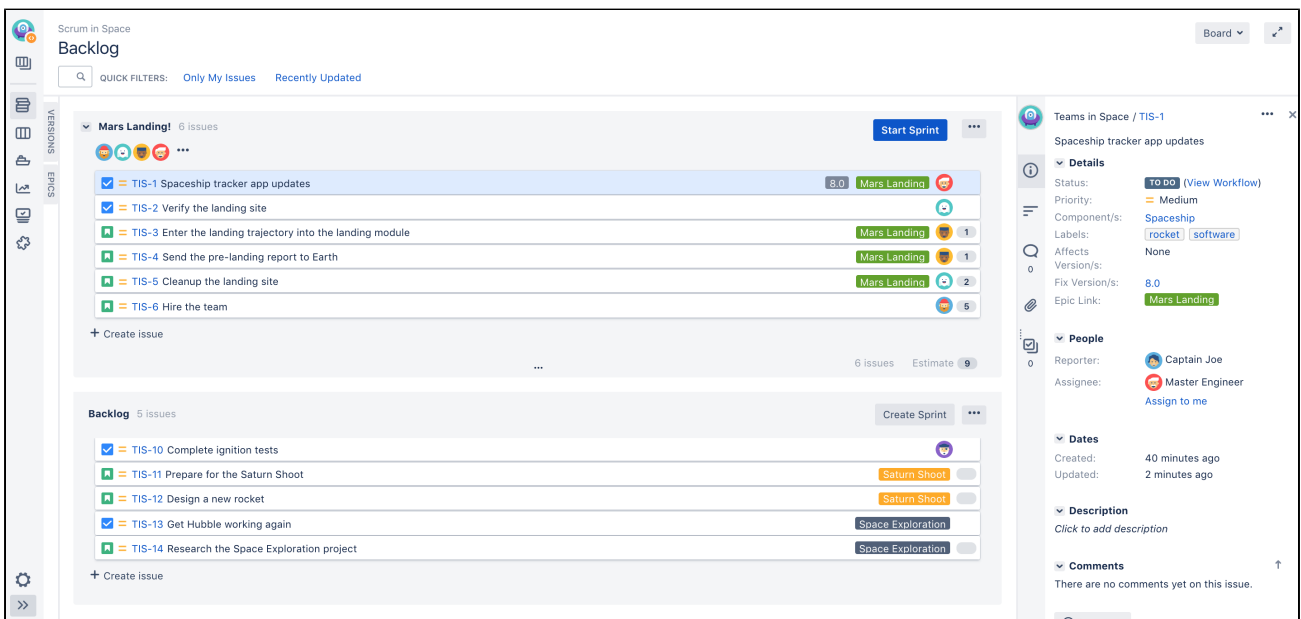 Scrum in Space
Backlog
Board
QUICK FILTERS: Only My Issues Recently Updated
VERSIONS
EPICS
Mars Landing! 6 issues
Start Sprint
TIS-1 Spaceship tracker app updates 8.0 Mars Landing
TIS-2 Verify the landing site
TIS-3 Enter the landing trajectory into the landing module Mars Landing 1
TIS-4 Send the pre-landing report to Earth Mars Landing 1
TIS-5 Cleanup the landing site Mars Landing 2
TIS-6 Hire the team 5
+ Create issue
6 issues Estimate 9
...
Backlog 5 issues
Create Sprint
TIS-10 Complete ignition tests
TIS-11 Prepare for the Saturn Shoot Saturn Shoot
TIS-12 Design a new rocket Saturn Shoot
TIS-13 Get Hubble working again Space Exploration
TIS-14 Research the Space Exploration project Space Exploration
+ Create issue
0
0
Teams in Space / TIS-1
Spaceship tracker app updates
Details
Status: TO DO (View Workflow)
Priority: Medium
Component/s: Spaceship
Labels: rocket software
Affects None
Version/s:
Fix Version/s: 8.0
Epic Link: Mars Landing
People
Reporter: Captain Joe
Assignee: Master Engineer
Assign to me
Dates
Created: 40 minutes ago
Updated: 2 minutes ago
Description
Click to add description
Comments
There are no comments yet on this issue.